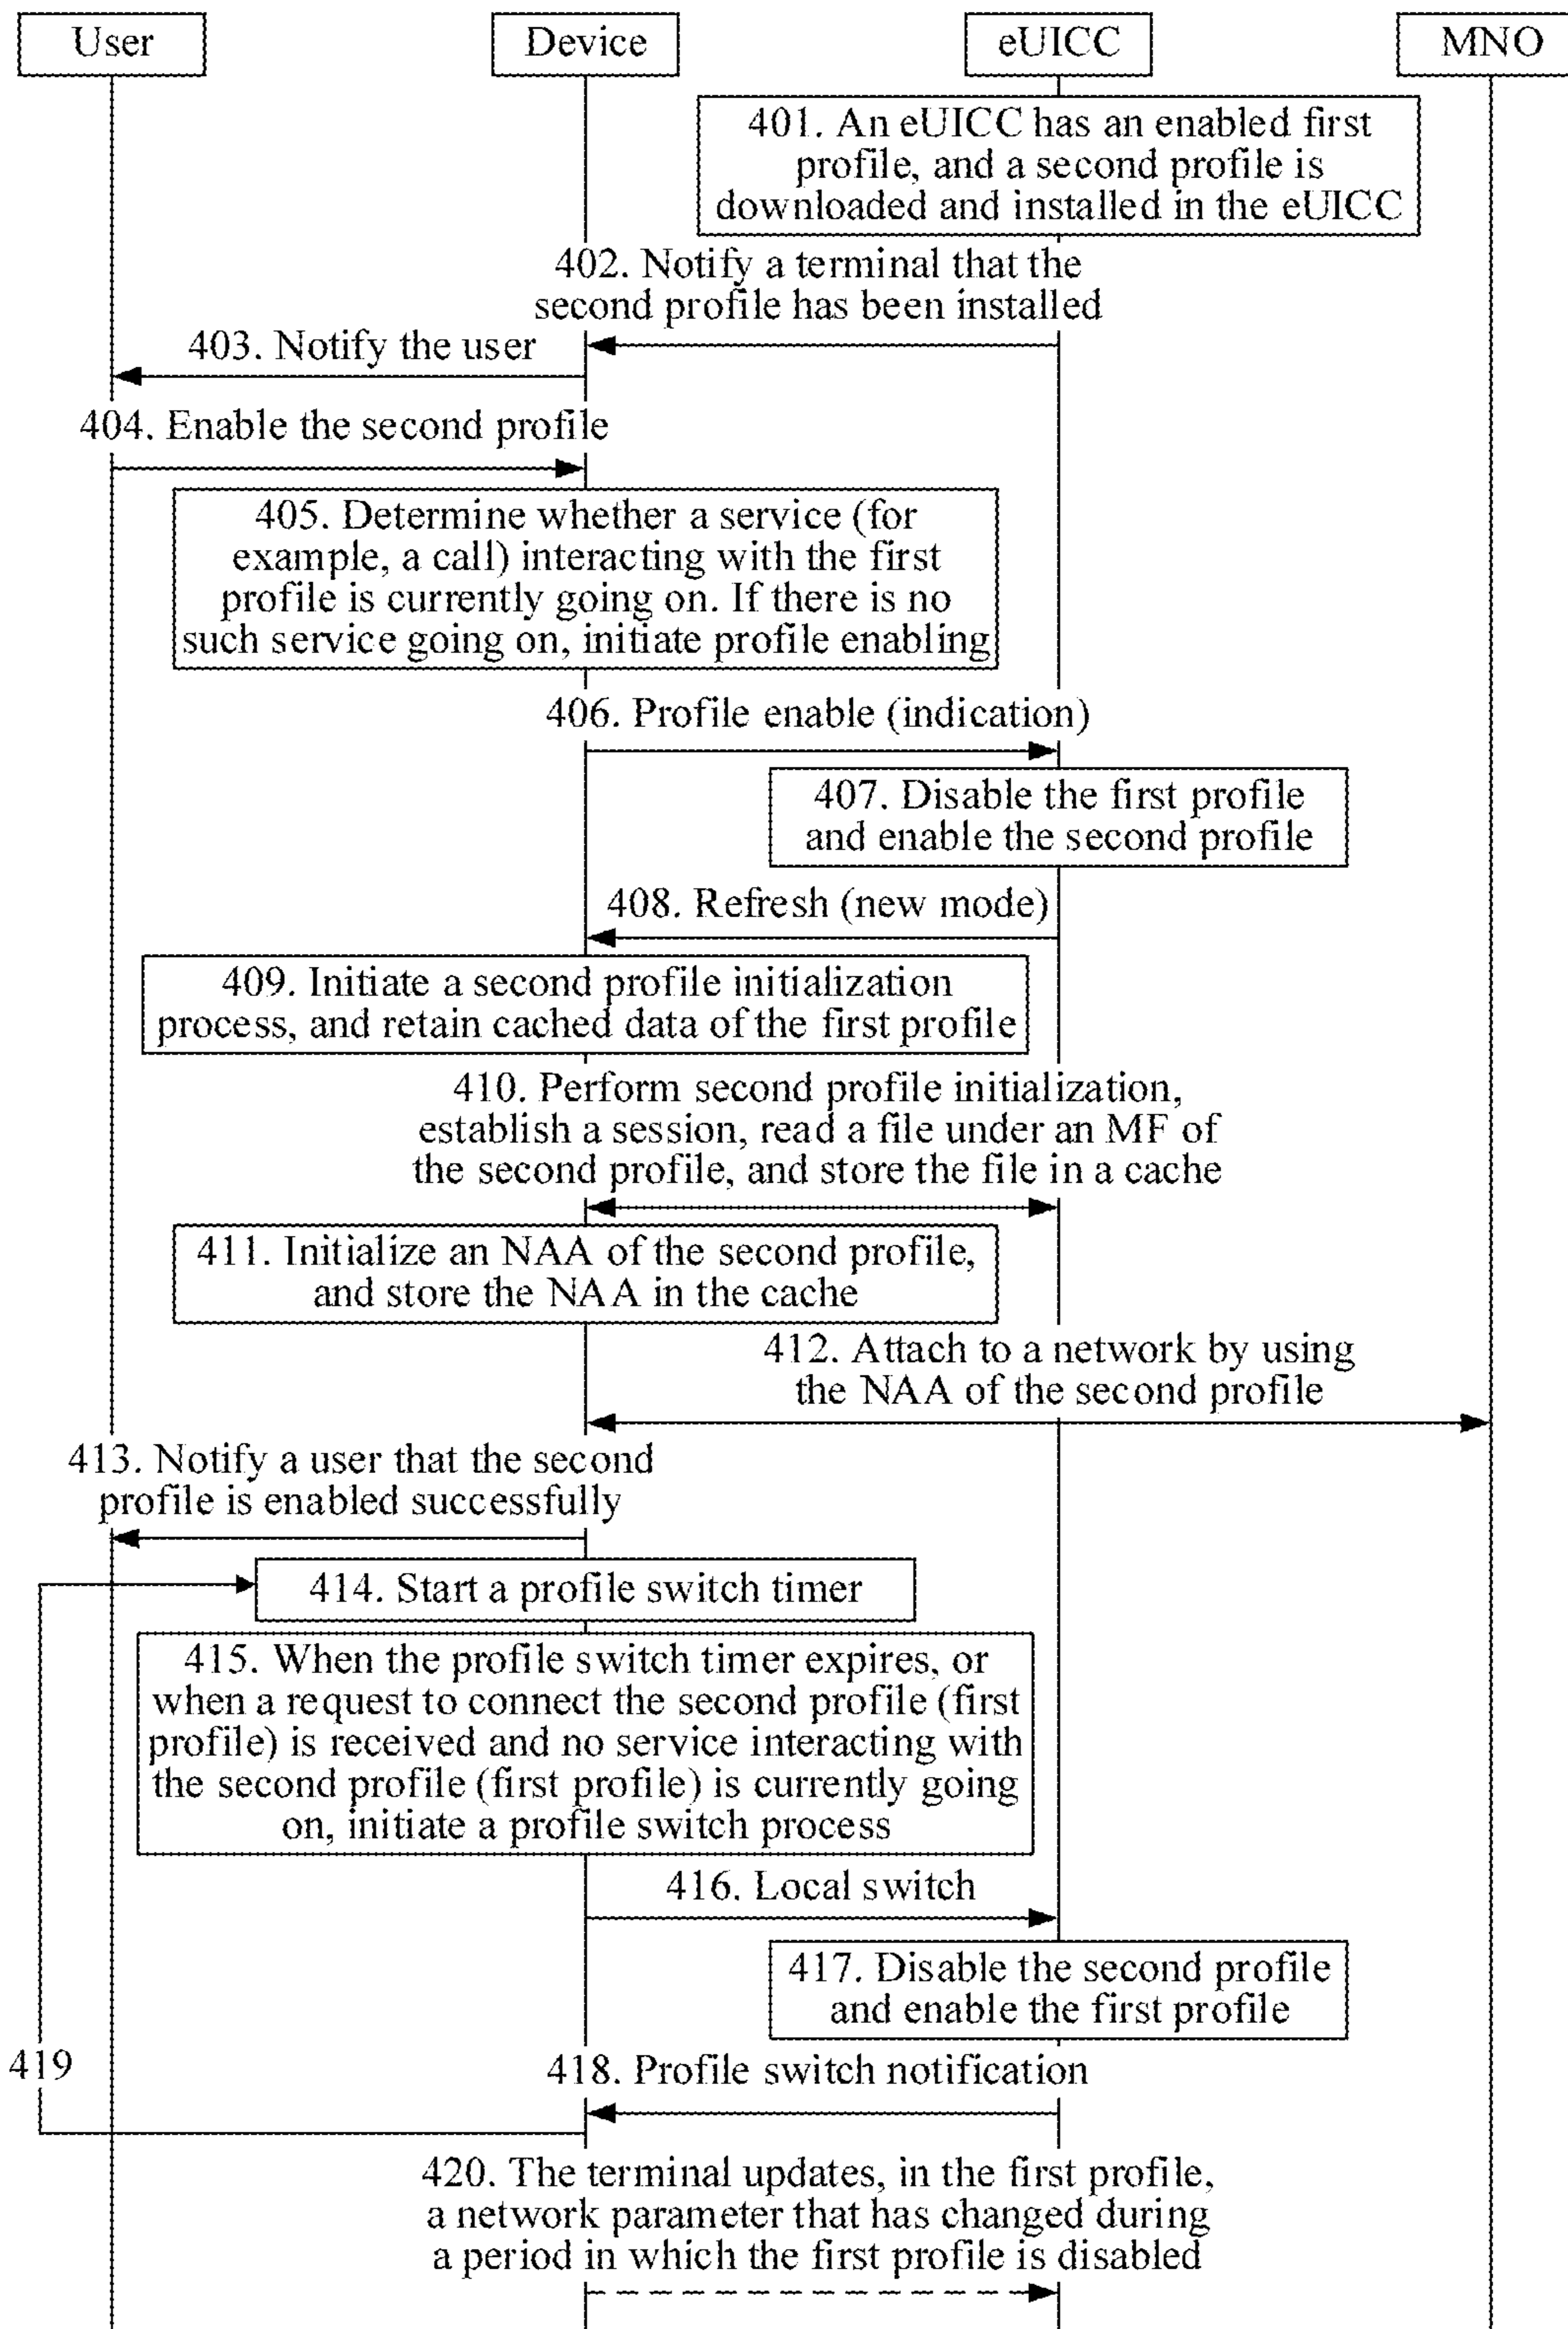 User
Device
eUICC
MNO
401. An eUICC has an enabled first
profile, and a second profile is
downloaded and installed in the eUICC
402. Notify a terminal that the
second profile has been installed
403. Notify the user
404. Enable the second profile
405. Determine whether a service (for
example, a call) interacting with the first
profile is currently going on. If there is no
such service going on, initiate profile enabling
406. Profile enable (indication)
407. Disable the first profile
and enable the second profile
408. Refresh (new mode)
409. Initiate a second profile initialization
process, and retain cached data of the first profile
410. Perform second profile initialization,
establish a session, read a file under an MF of
the second profile, and store the file in a cache
411. Initialize an NAA of the second profile,
and store the NAA in the cache
412. Attach to a network by using
the NAA of the second profile
413. Notify a user that the second
profile is enabled successfully
414. Start a profile switch timer
415. When the profile switch timer expires, or
when a request to connect the second profile (first
profile) is received and no service interacting with
the second profile (first profile) is currently going
on, initiate a profile switch process
416. Local switch
417. Disable the second profile
and enable the first profile
419
418. Profile switch notification
420. The terminal updates, in the first profile,
a network parameter that has changed during
a period in which the first profile is disabled